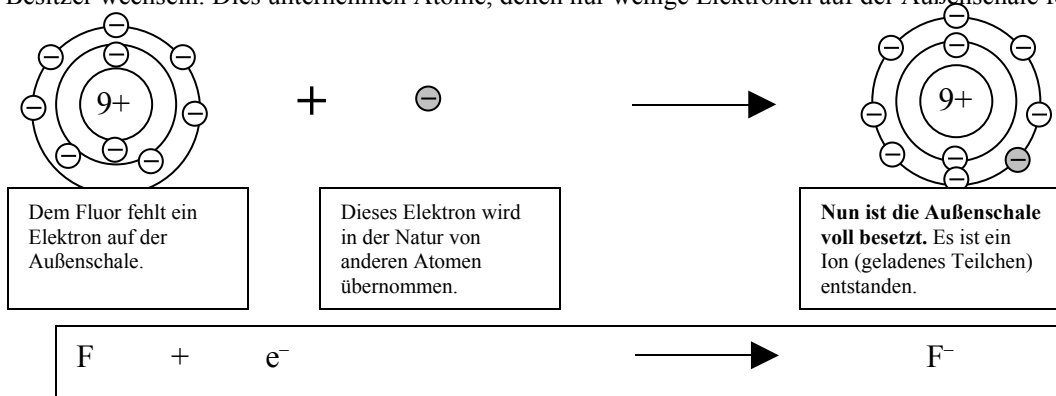 Besitzer wechseln. Dies unternehmen Atome, denen nur wenige Elektronen auf der Außenschale
9+
+
9+
Dem Fluor fehlt ein
Elektron auf der
Außenschale.
Dieses Elektron wird
in der Natur von
anderen Atomen
übernommen.
Nun ist die Außenschale
voll besetzt. Es ist ein
Ion (geladenes Teilchen)
entstanden.
F + e⁻ F⁻